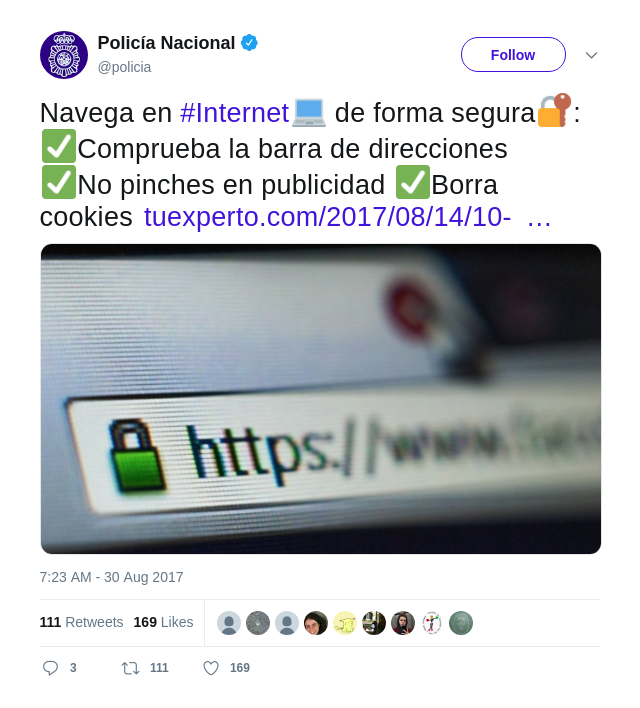 Policía Nacional
@policia
Follow
Navega en #Internet💻 de forma segura🔐:
✅Comprueba la barra de direcciones
✅No pinches en publicidad ✅Borra
cookies tuexperto.com/2017/08/14/10- …
https://www.
7:23 AM - 30 Aug 2017
111 Retweets 169 Likes
3 111 169